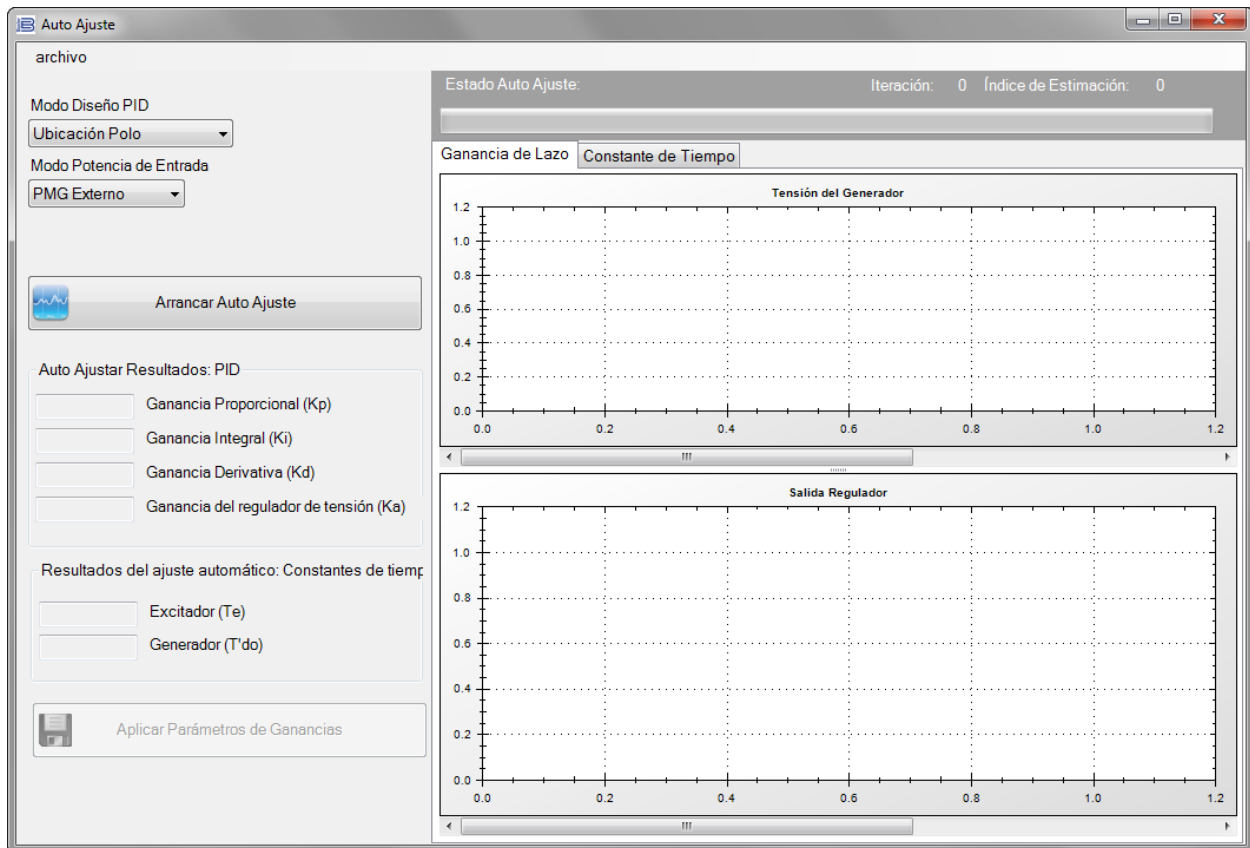 Auto Ajuste
archivo
Modo Diseño PID
Ubicación Polo
Modo Potencia de Entrada
PMG Externo
Arrancar Auto Ajuste
Auto Ajustar Resultados: PID
Ganancia Proporcional (Kp)
Ganancia Integral (Ki)
Ganancia Derivativa (Kd)
Ganancia del regulador de tensión (Ka)
Resultados del ajuste automático: Constantes de tiemp
Excitador (Te)
Generador (T'do)
Aplicar Parámetros de Ganancias
Estado Auto Ajuste: Iteración: 0 Índice de Estimación: 0
Ganancia de Lazo Constante de Tiempo
Tensión del Generador
1.2
1.0
0.8
0.6
0.4
0.2
0.0
0.0 0.2 0.4 0.6 0.8 1.0 1.2
Salida Regulador
1.2
1.0
0.8
0.6
0.4
0.2
0.0
0.0 0.2 0.4 0.6 0.8 1.0 1.2